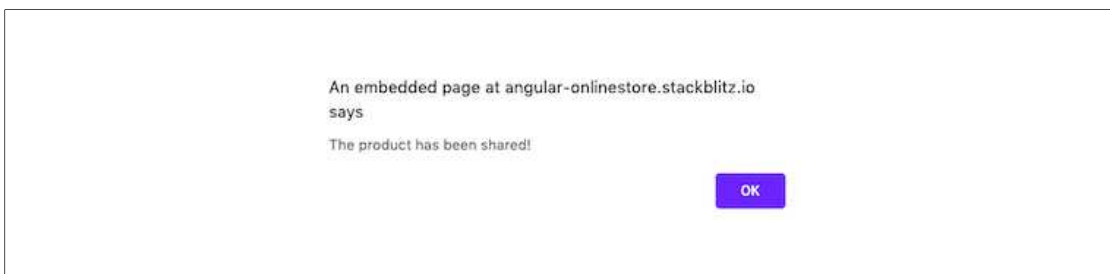 An embedded page at angular-onlinestore.stackblitz.io
says
The product has been shared!
OK